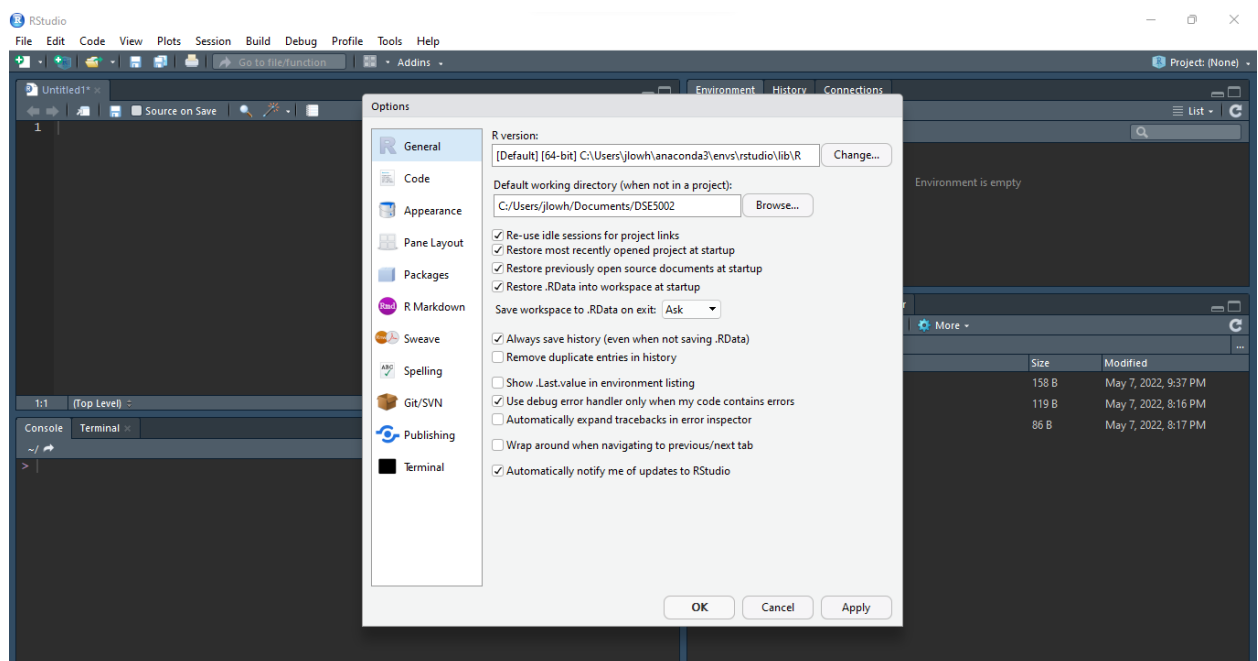 RStudio
File Edit Code View Plots Session Build Debug Profile Tools Help
Go to file/function Addins Project: (None)
Untitled1*
Source on Save
1
1:1 (Top Level)
Console Terminal
~/
>
Environment History Connections
List
Environment is empty
More
Size Modified
158 B May 7, 2022, 9:37 PM
119 B May 7, 2022, 8:16 PM
86 B May 7, 2022, 8:17 PM
Options
General
Code
Appearance
Pane Layout
Packages
Rmd R Markdown
Sweave
ABC Spelling
Git/SVN
Publishing
Terminal
R version:
[Default] [64-bit] C:\Users\jlowh\anaconda3\envs\rstudio\lib\R Change...
Default working directory (when not in a project):
C:/Users/jlowh/Documents/DSE5002 Browse...
Re-use idle sessions for project links
Restore most recently opened project at startup
Restore previously open source documents at startup
Restore .RData into workspace at startup
Save workspace to .RData on exit: Ask
Always save history (even when not saving .RData)
Remove duplicate entries in history
Show .Last.value in environment listing
Use debug error handler only when my code contains errors
Automatically expand tracebacks in error inspector
Wrap around when navigating to previous/next tab
Automatically notify me of updates to RStudio
OK Cancel Apply